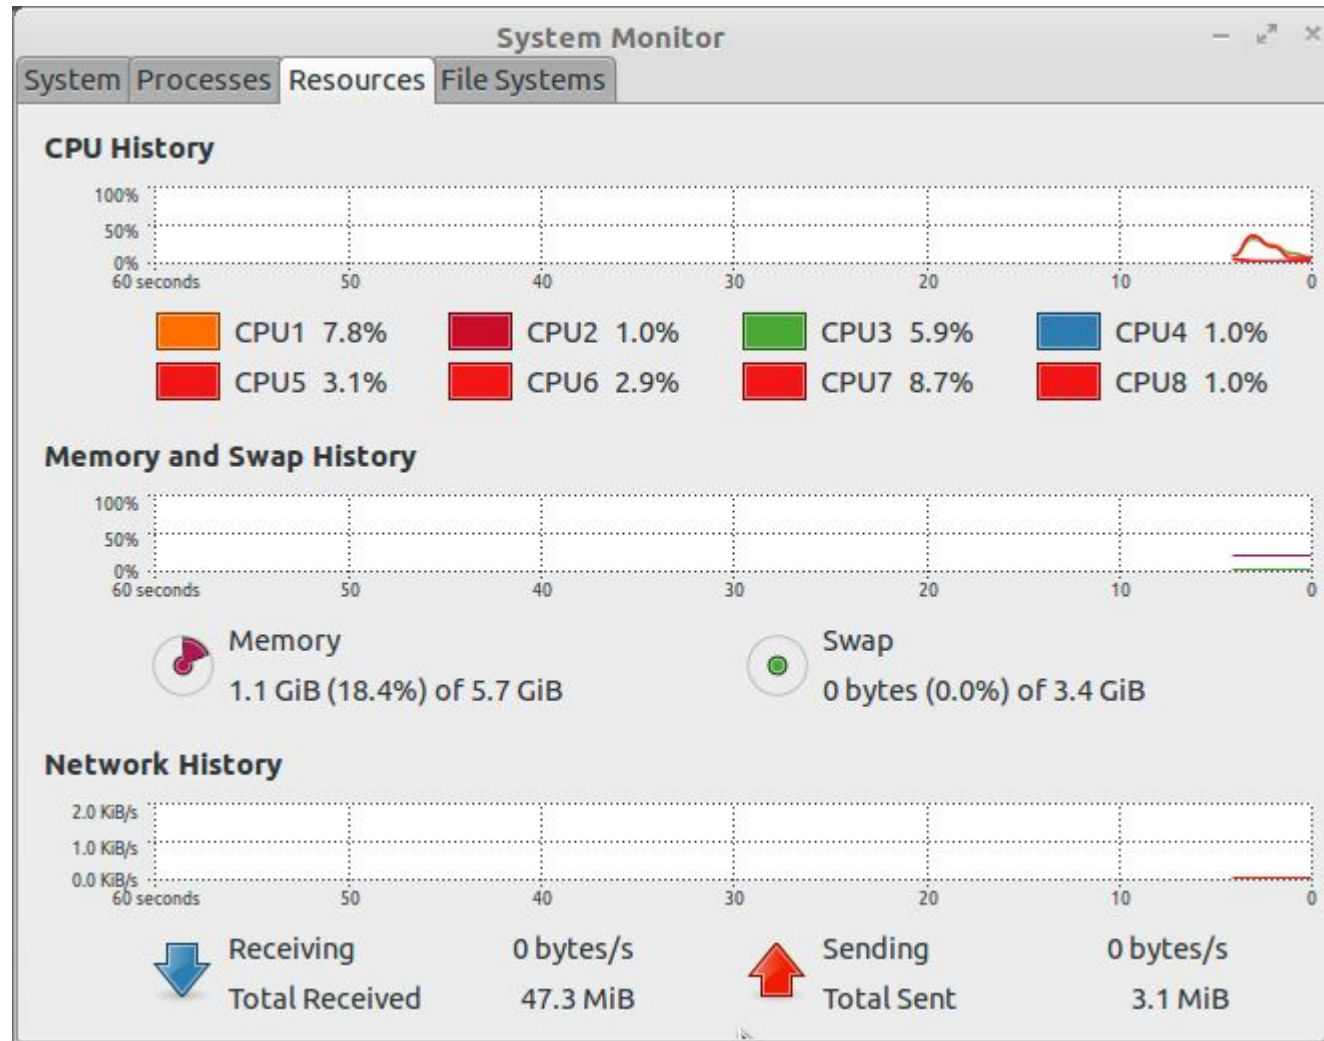 System Monitor
System Processes Resources File Systems
CPU History
100%
50%
0%
60 seconds 50 40 30 20 10 0
CPU1 7.8% CPU2 1.0% CPU3 5.9% CPU4 1.0%
CPU5 3.1% CPU6 2.9% CPU7 8.7% CPU8 1.0%
Memory and Swap History
100%
50%
0%
60 seconds 50 40 30 20 10 0
Memory Swap
1.1 GiB (18.4%) of 5.7 GiB 0 bytes (0.0%) of 3.4 GiB
Network History
2.0 KiB/s
1.0 KiB/s
0.0 KiB/s
60 seconds 50 40 30 20 10 0
Receiving 0 bytes/s Sending 0 bytes/s
Total Received 47.3 MiB Total Sent 3.1 MiB